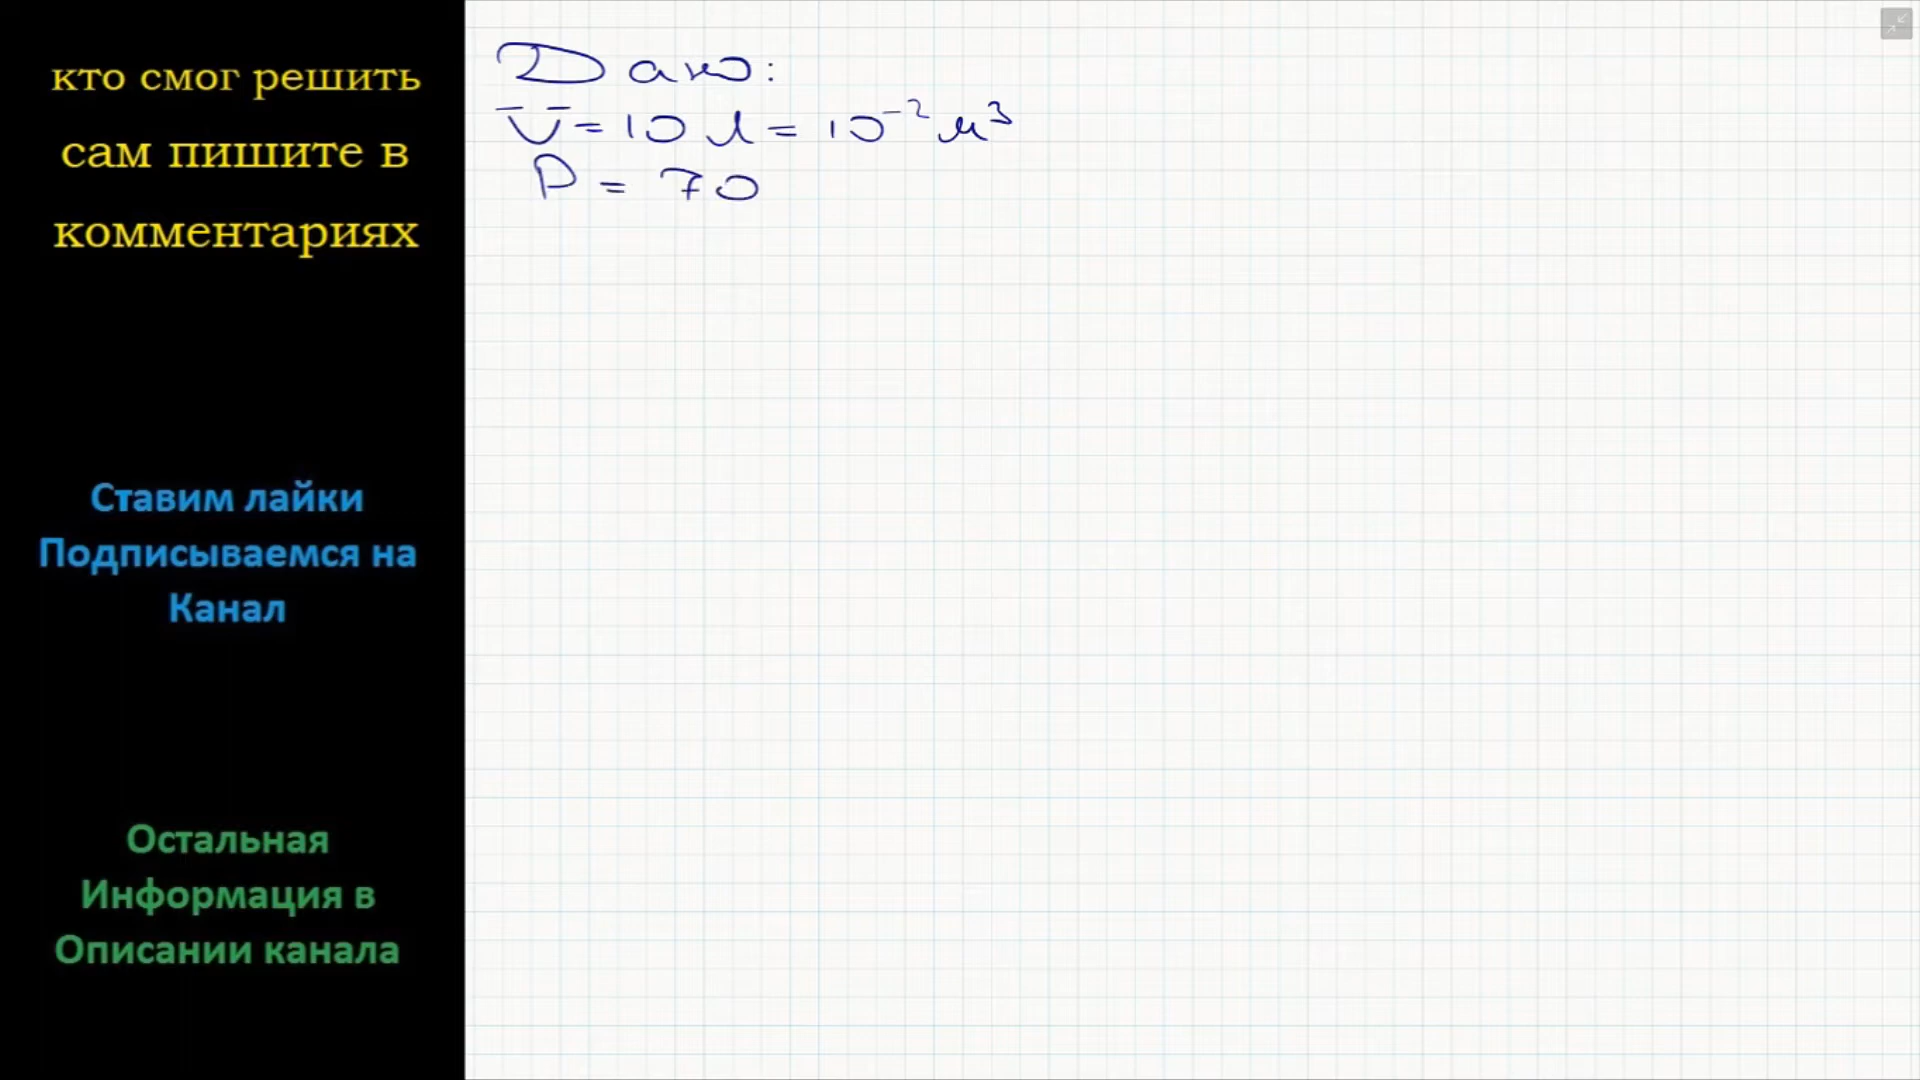 кто смог решить
сам пишите в
комментариях
Ставим лайки
Подписываемся на
Канал
Остальная
Информация в
Описании канала
Дано:
V = 10 л = 10⁻² м³
P = 70